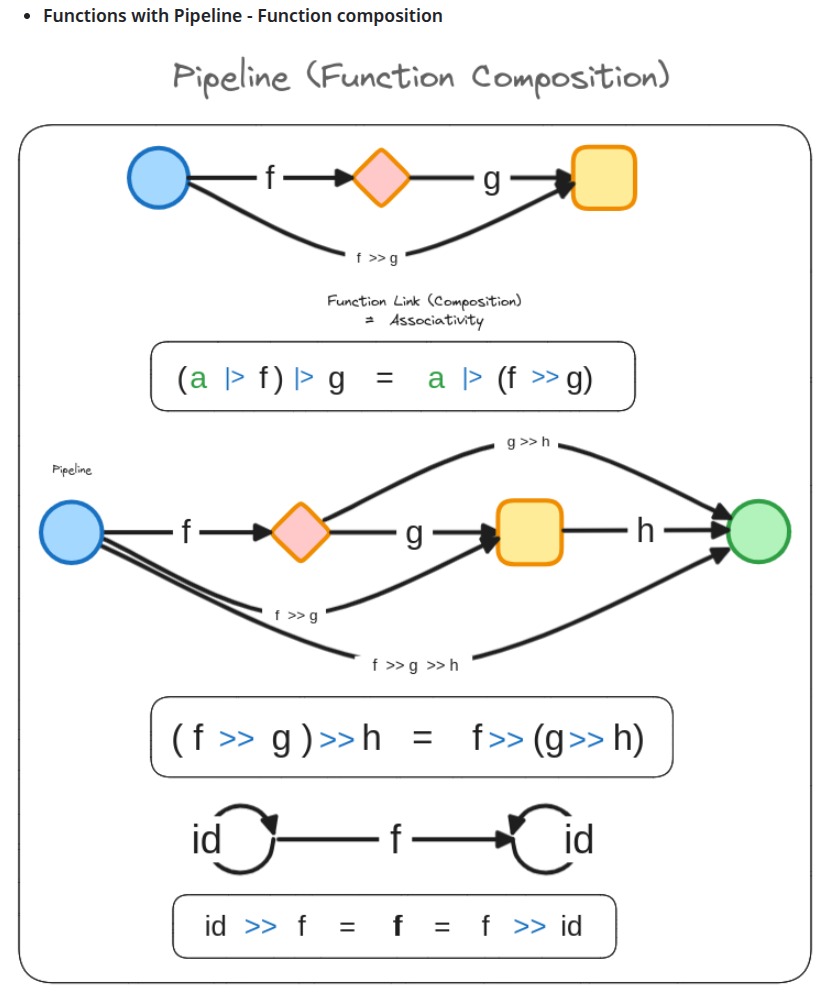 • Functions with Pipeline - Function composition
Pipeline (Function Composition)
f
g
f >> g
Function Link (Composition)
= Associativity
(a |> f) |> g = a |> (f >> g)
g >> h
Pipeline
f
g
h
f >> g
f >> g >> h
( f >> g ) >> h = f >> (g >> h)
id
f
id
id >> f = f = f >> id